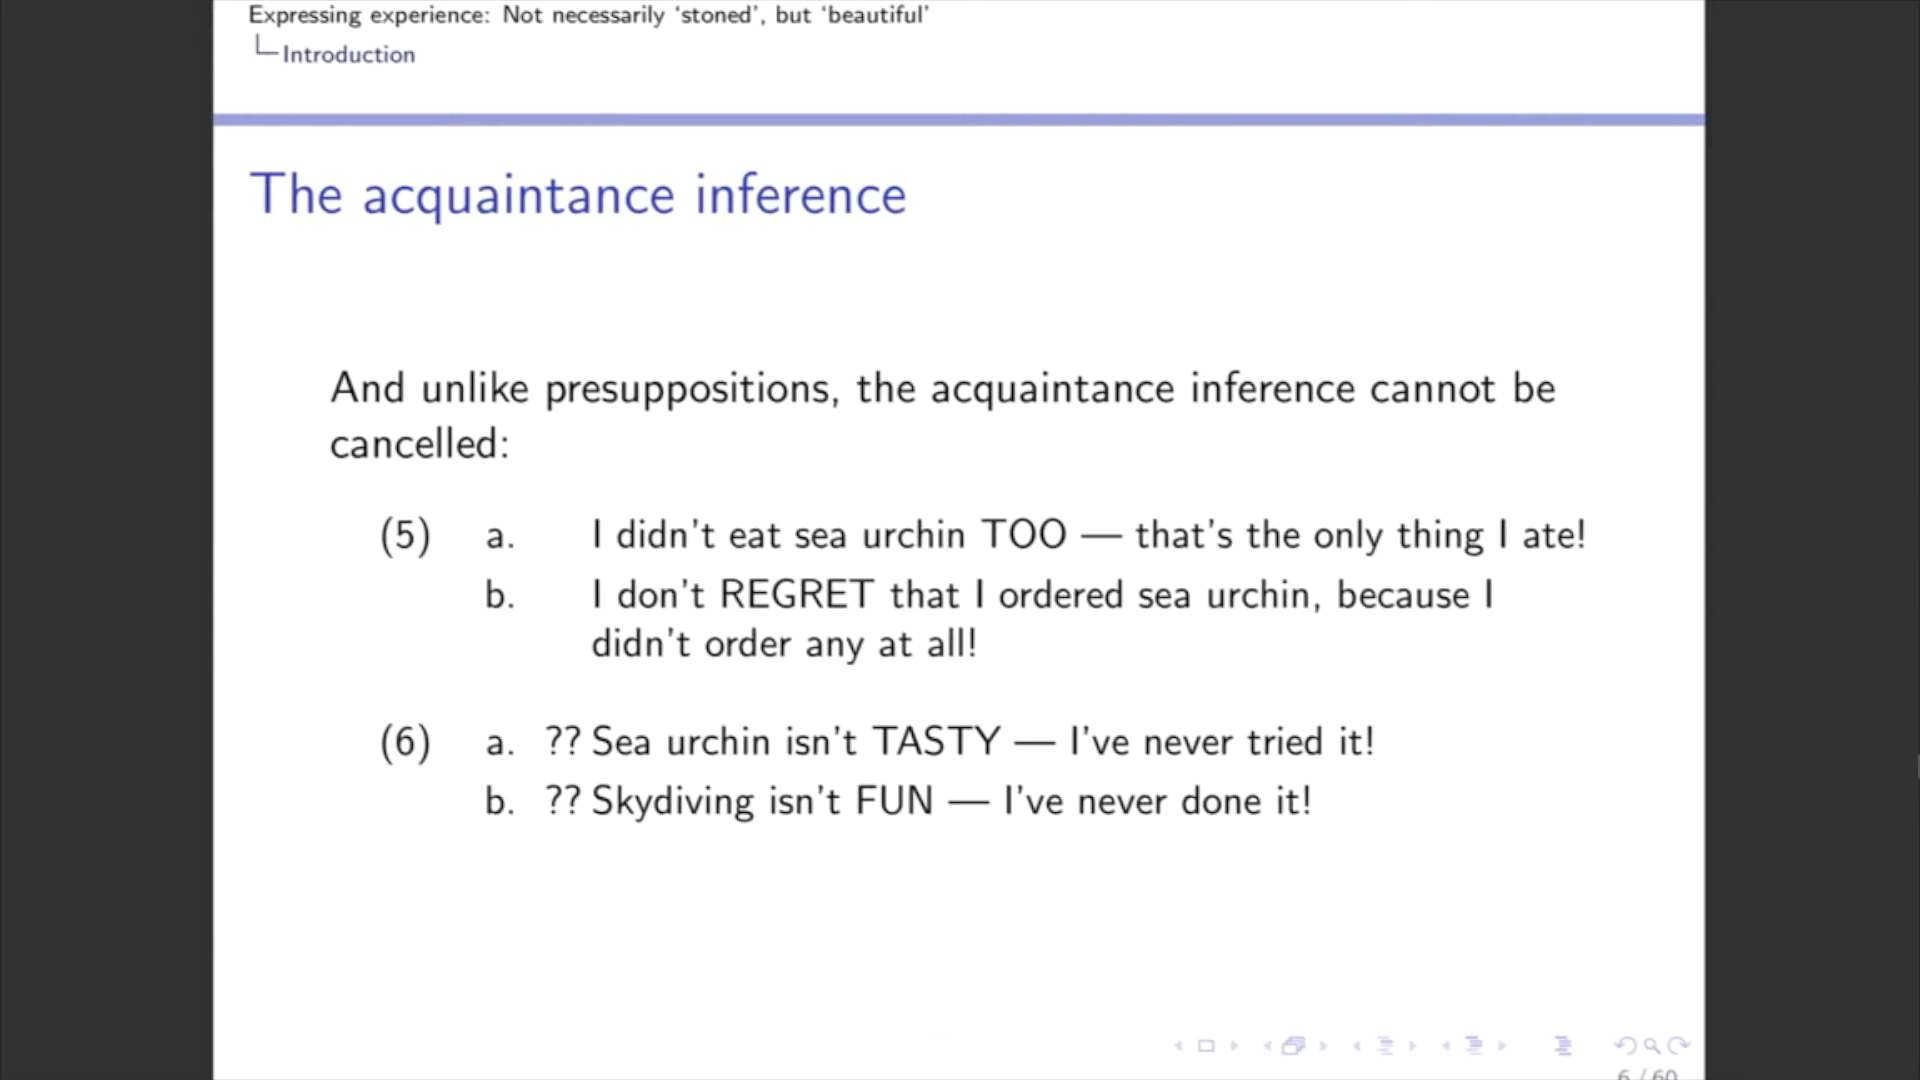 Expressing experience: Not necessarily ‘stoned’, but ‘beautiful’
Introduction
The acquaintance inference
And unlike presuppositions, the acquaintance inference cannot be
cancelled:
(5) a. I didn't eat sea urchin TOO — that's the only thing I ate!
b. I don't REGRET that I ordered sea urchin, because I
didn't order any at all!
(6) a. ?? Sea urchin isn't TASTY — I've never tried it!
b. ?? Skydiving isn't FUN — I've never done it!
6 / 60